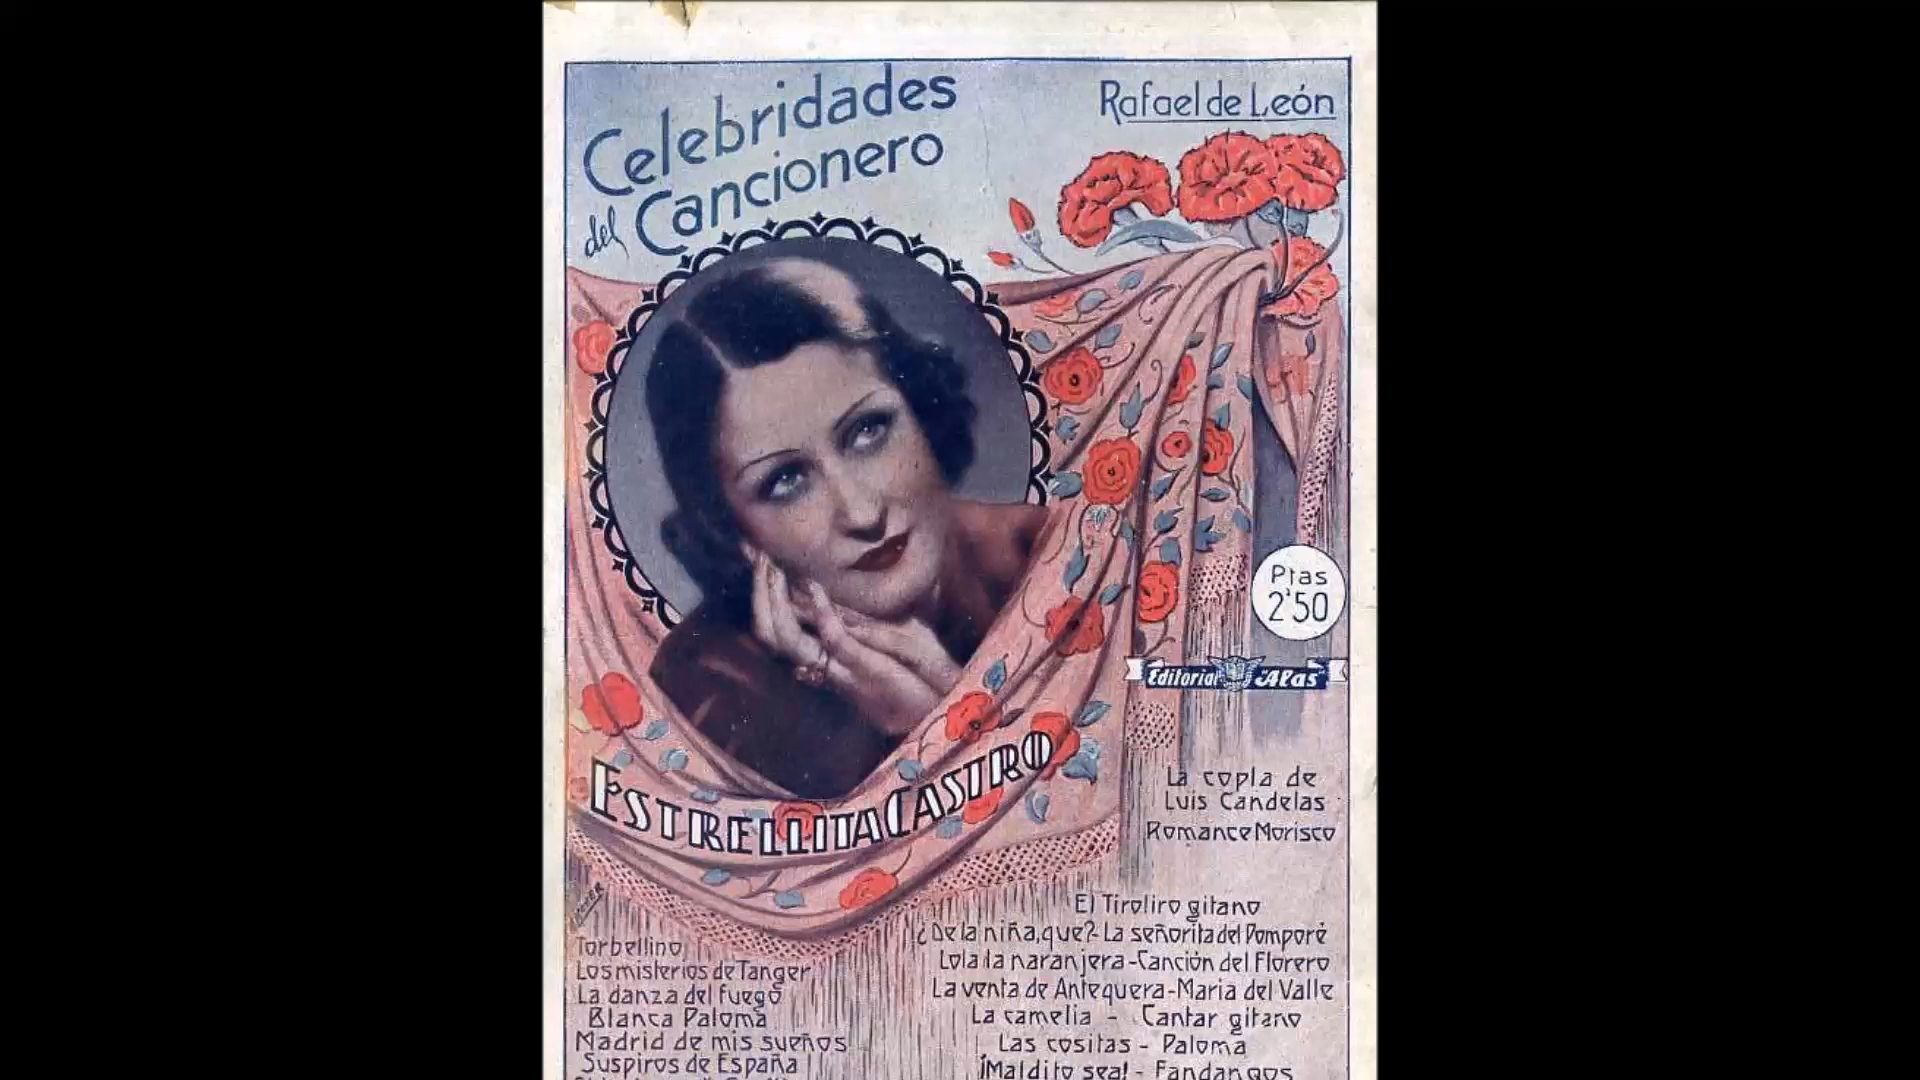 Celebridades
del Cancionero
Rafael de León
Ptas
2'50
Editorial "Alas"
ESTRELLITA CASTRO
La copla de
Luis Candelas
Romance Morisco
El Tiroliro gitano
¿De la niña, que?-La señorita del Pomporé
Lola la naranjera-Canción del Florero
La venta de Antequera-Maria del Valle
La camelia - Cantar gitano
Las cositas - Paloma
¡Maldito sea! - Fandangos
Torbellino
Los misterios de Tanger
La danza del fuego
Blanca Paloma
Madrid de mis sueños
Suspiros de España